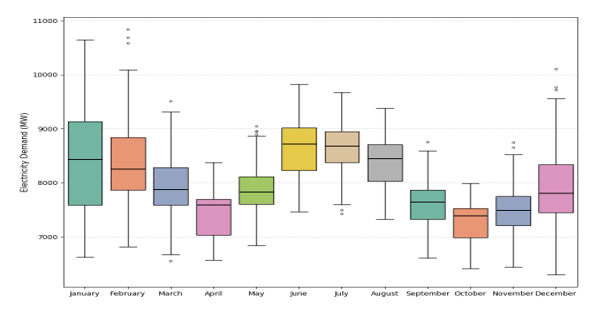 11000
10000
9000
8000
7000
Electricity Demand (MW)
January February March April May June July August September October November December